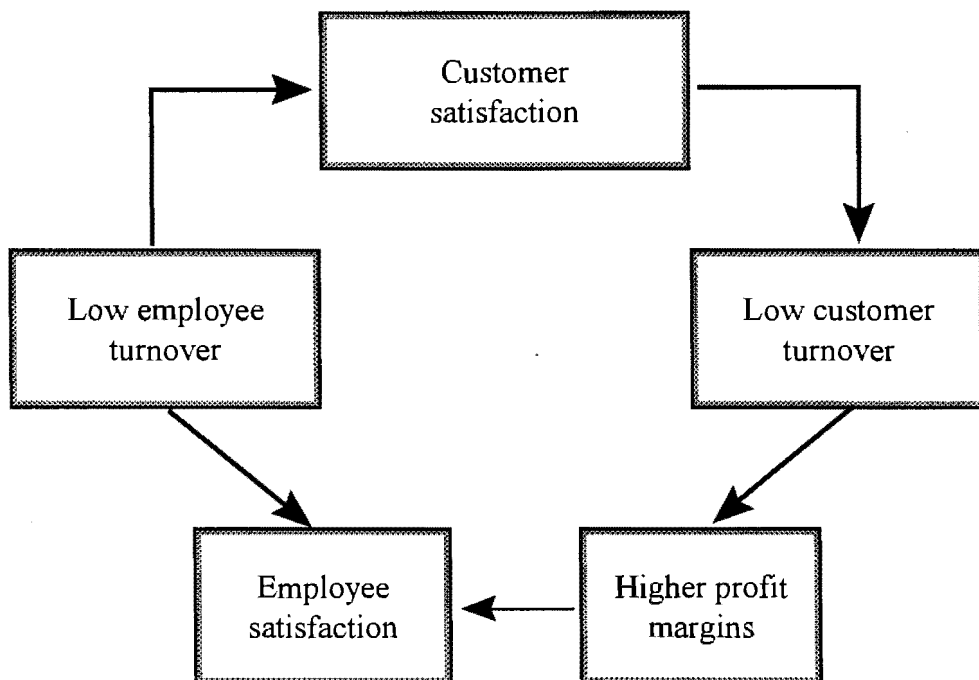 Customer
satisfaction
Low employee
turnover
Low customer
turnover
Employee
satisfaction
Higher profit
margins